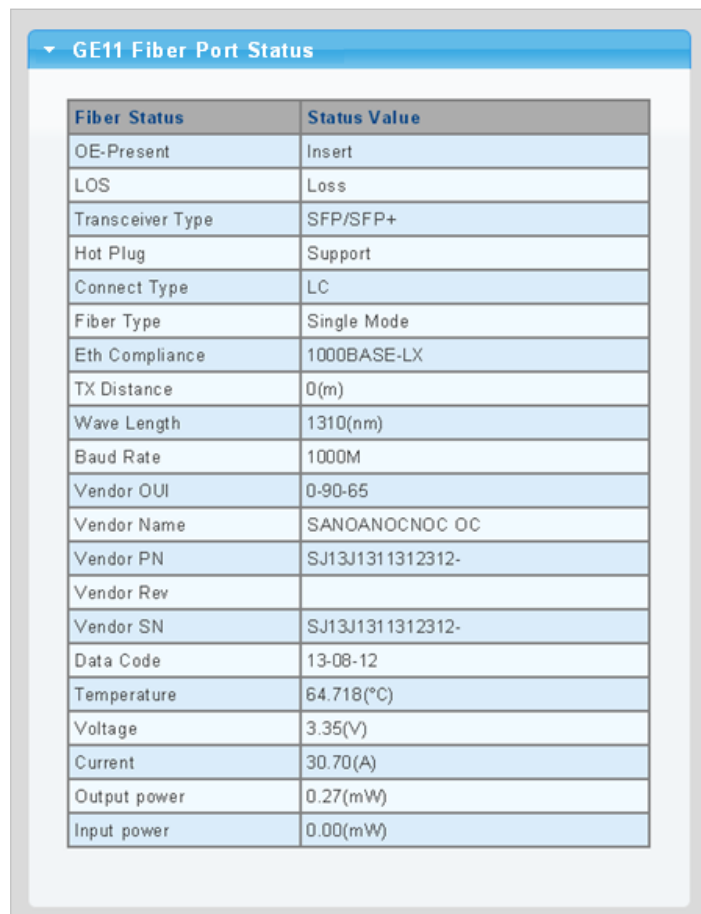 GE11 Fiber Port Status
Fiber Status Status Value
OE-Present Insert
LOS Loss
Transceiver Type SFP/SFP+
Hot Plug Support
Connect Type LC
Fiber Type Single Mode
Eth Compliance 1000BASE-LX
TX Distance 0(m)
Wave Length 1310(nm)
Baud Rate 1000M
Vendor OUI 0-90-65
Vendor Name SANOANOCNOC OC
Vendor PN SJ13J1311312312-
Vendor Rev
Vendor SN SJ13J1311312312-
Data Code 13-08-12
Temperature 64.718(°C)
Voltage 3.35(V)
Current 30.70(A)
Output power 0.27(mW)
Input power 0.00(mW)